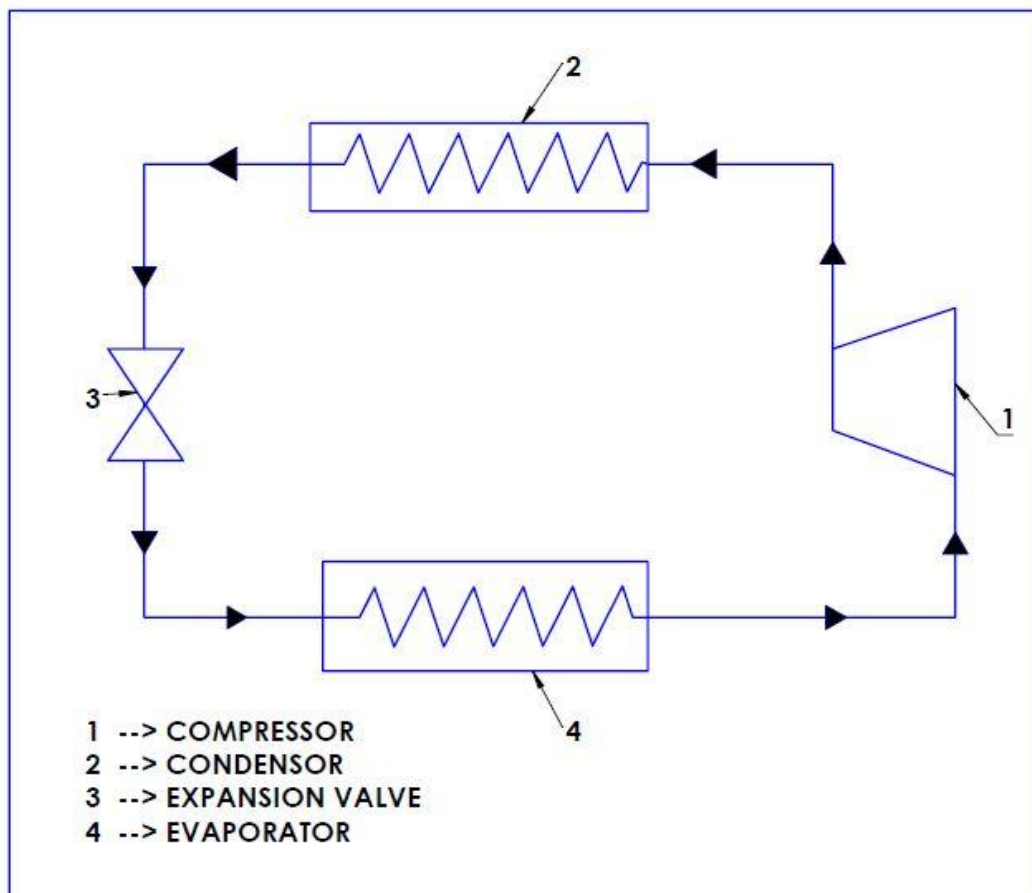 2
3
1
4
1 --> COMPRESSOR
2 --> CONDENSOR
3 --> EXPANSION VALVE
4 --> EVAPORATOR